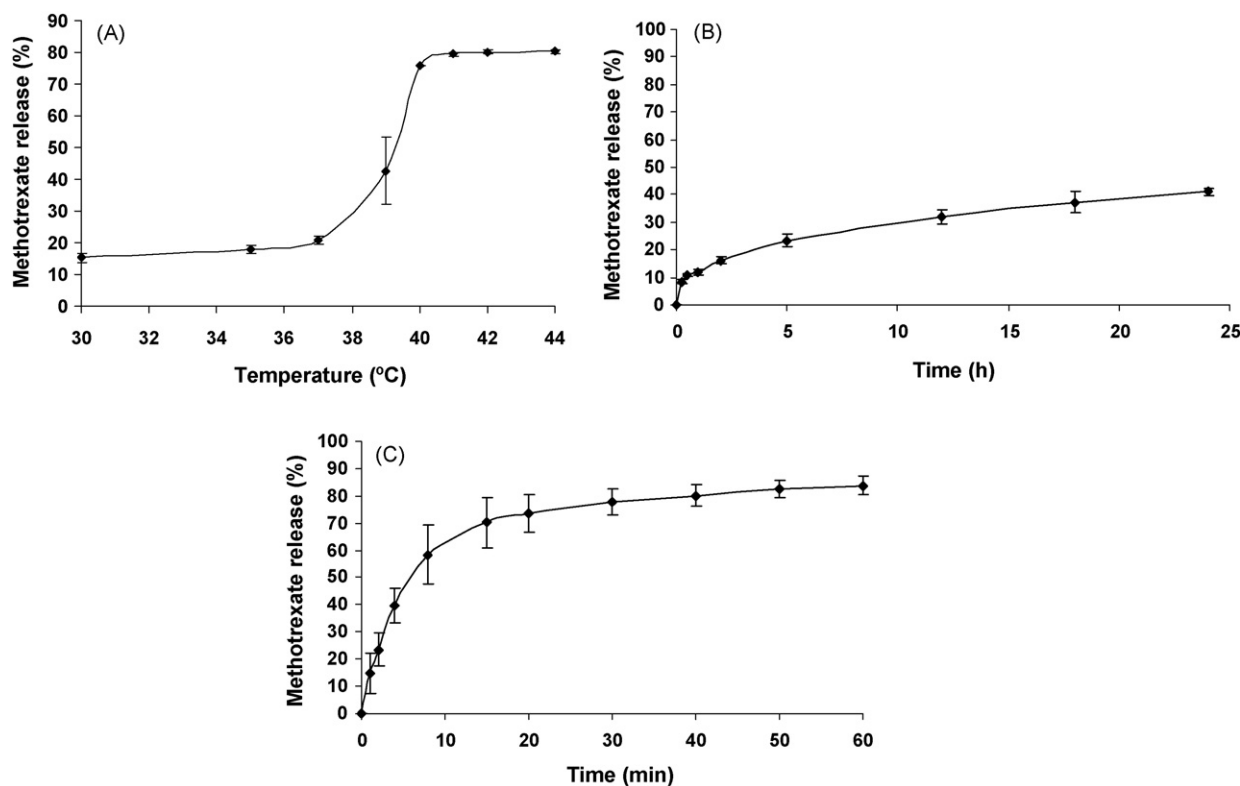 (A)
Methotrexate release (%)
90
80
70
60
50
40
30
20
10
0
30 32 34 36 38 40 42 44
Temperature (ºC)
(B)
Methotrexate release (%)
100
90
80
70
60
50
40
30
20
10
0
0 5 10 15 20 25
Time (h)
(C)
Methotrexate release (%)
100
90
80
70
60
50
40
30
20
10
0
0 10 20 30 40 50 60
Time (min)